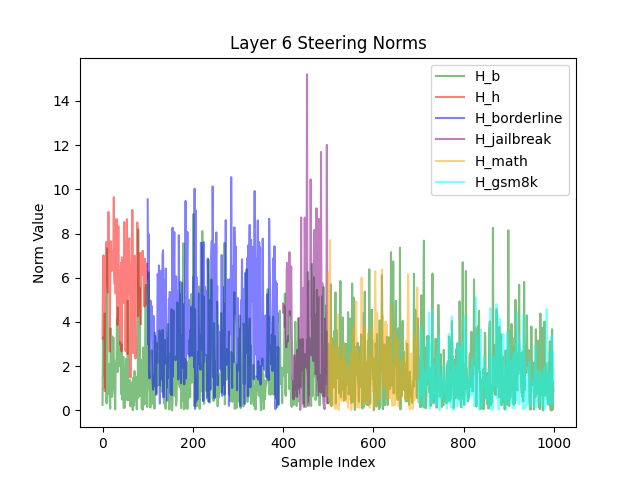 Layer 6 Steering Norms
Norm Value
14
12
10
8
6
4
2
0
0
200
400
600
800
1000
Sample Index
H_b
H_h
H_borderline
H_jailbreak
H_math
H_gsm8k